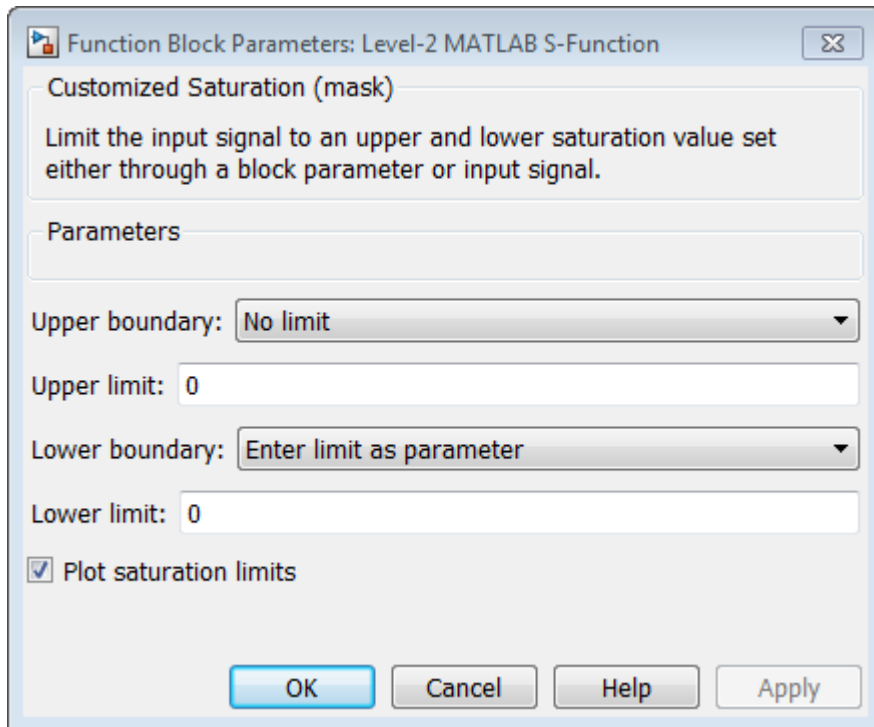 Function Block Parameters: Level-2 MATLAB S-Function
Customized Saturation (mask)
Limit the input signal to an upper and lower saturation value set
either through a block parameter or input signal.
Parameters
Upper boundary: No limit
Upper limit: 0
Lower boundary: Enter limit as parameter
Lower limit: 0
Plot saturation limits
OK Cancel Help Apply